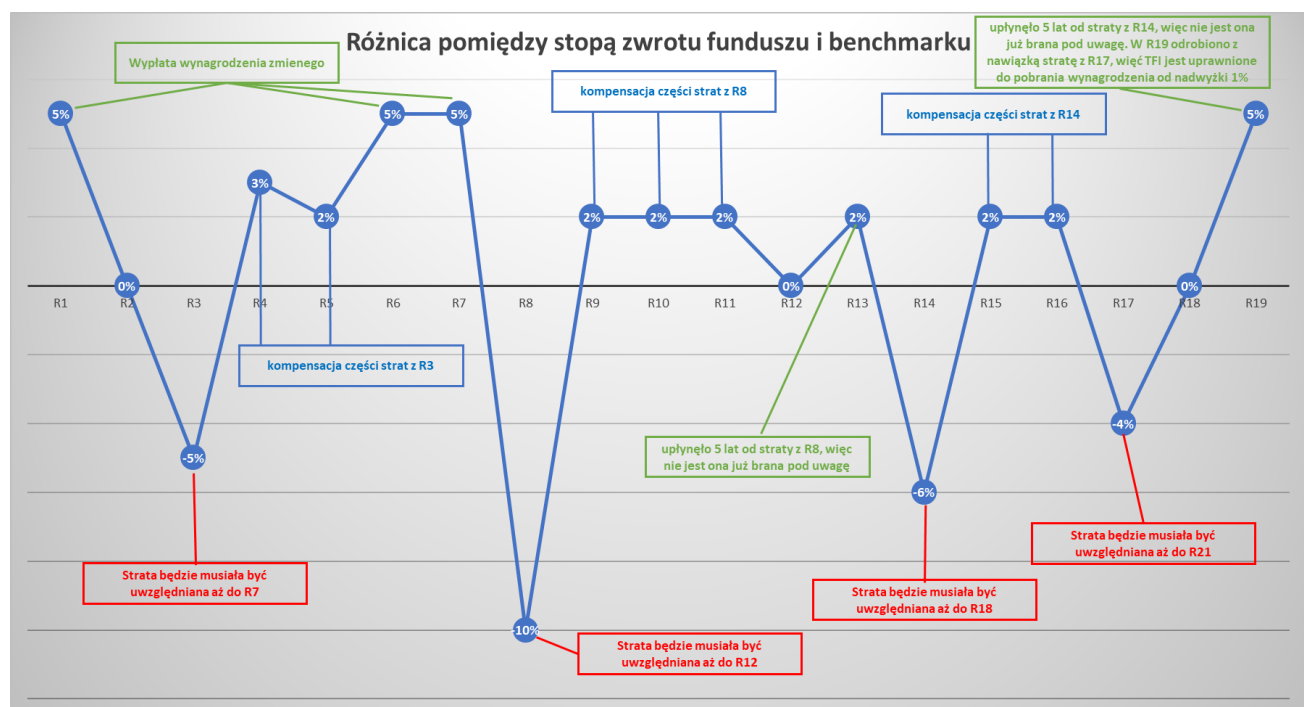 Różnica pomiędzy stopą zwrotu funduszu i benchmarku
upłynęło 5 lat od straty z R14, więc nie jest ona
już brana pod uwagę. W R19 odrobiono z
nawiązką stratę z R17, więć TFI jest uprawnione
do pobrania wynagrodzenia od nadwyżki 1%
Wypłata wynagrodzenia zmienego
kompensacja części strat z R8
kompensacja części strat z R14
5%
0%
-5%
3%
2%
5%
5%
-10%
2%
2%
2%
0%
2%
-6%
2%
2%
-4%
0%
5%
R1
R2
R3
R4
R5
R6
R7
R8
R9
R10
R11
R12
R13
R14
R15
R16
R17
R18
R19
kompensacja części strat z R3
upłynęło 5 lat od straty z R8, więc
nie jest ona już brana pod uwagę
Strata będzie musiała być
uwzględniana aż do R7
Strata będzie musiała być
uwzględniana aż do R12
Strata będzie musiała być
uwzględniana aż do R18
Strata będzie musiała być
uwzględniana aż do R21